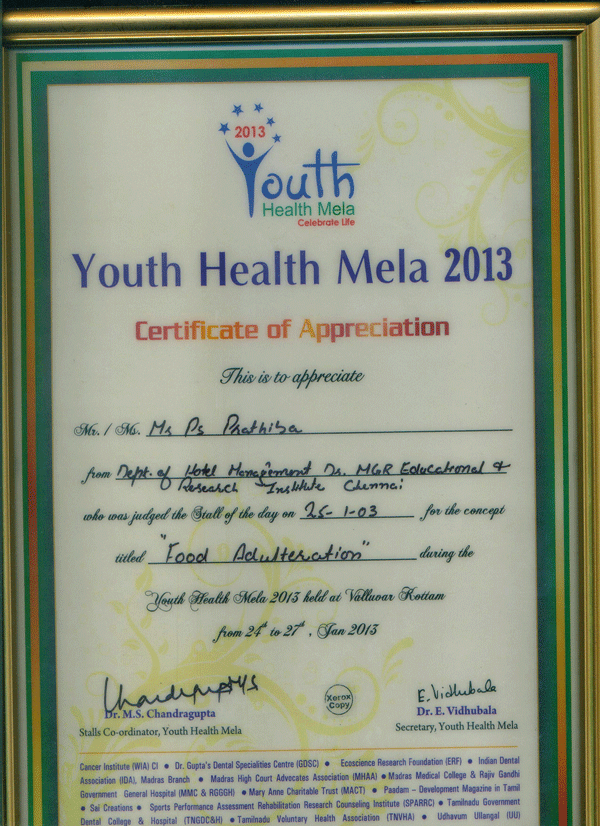 2013
Youth
Health Mela
Celebrate Life
Youth Health Mela 2013
Certificate of Appreciation
This is to appreciate
Mr. / Ms. Ms Ps Prathiba
from Dept. of Hotel Management Dr. MGR Educational &
Research Institute Chennai
who was judged the Stall of the day on 25-1-03 for the concept
titled "Food Adulteration" during the
Youth Health Mela 2013 held at Valluvar Kottam
from 24th to 27th, Jan 2013
Chandragupta M S
E. Vidhubala
Xerox
Copy
Dr. M.S. Chandragupta
Dr. E. Vidhubala
Stalls Co-ordinator, Youth Health Mela
Secretary, Youth Health Mela
Cancer Institute (WIA) CI ● Dr. Gupta's Dental Specialities Centre (GDSC) ● Ecoscience Research Foundation (ERF) ● Indian Dental
Association (IDA), Madras Branch ● Madras High Court Advocates Association (MHAA) ● Madras Medical College & Rajiv Gandhi
Government General Hospital (MMC & RGGGH) ● Mary Anne Charitable Trust (MACT) ● Paadam – Development Magazine in Tamil
● Sai Creations ● Sports Performance Assessment Rehabilitation Research Counseling Institute (SPARRC) ● Tamilnadu Government
Dental College & Hospital (TNGDC&H) ● Tamilnadu Voluntary Health Association (TNVHA) ● Udhavum Ullangal (UU)